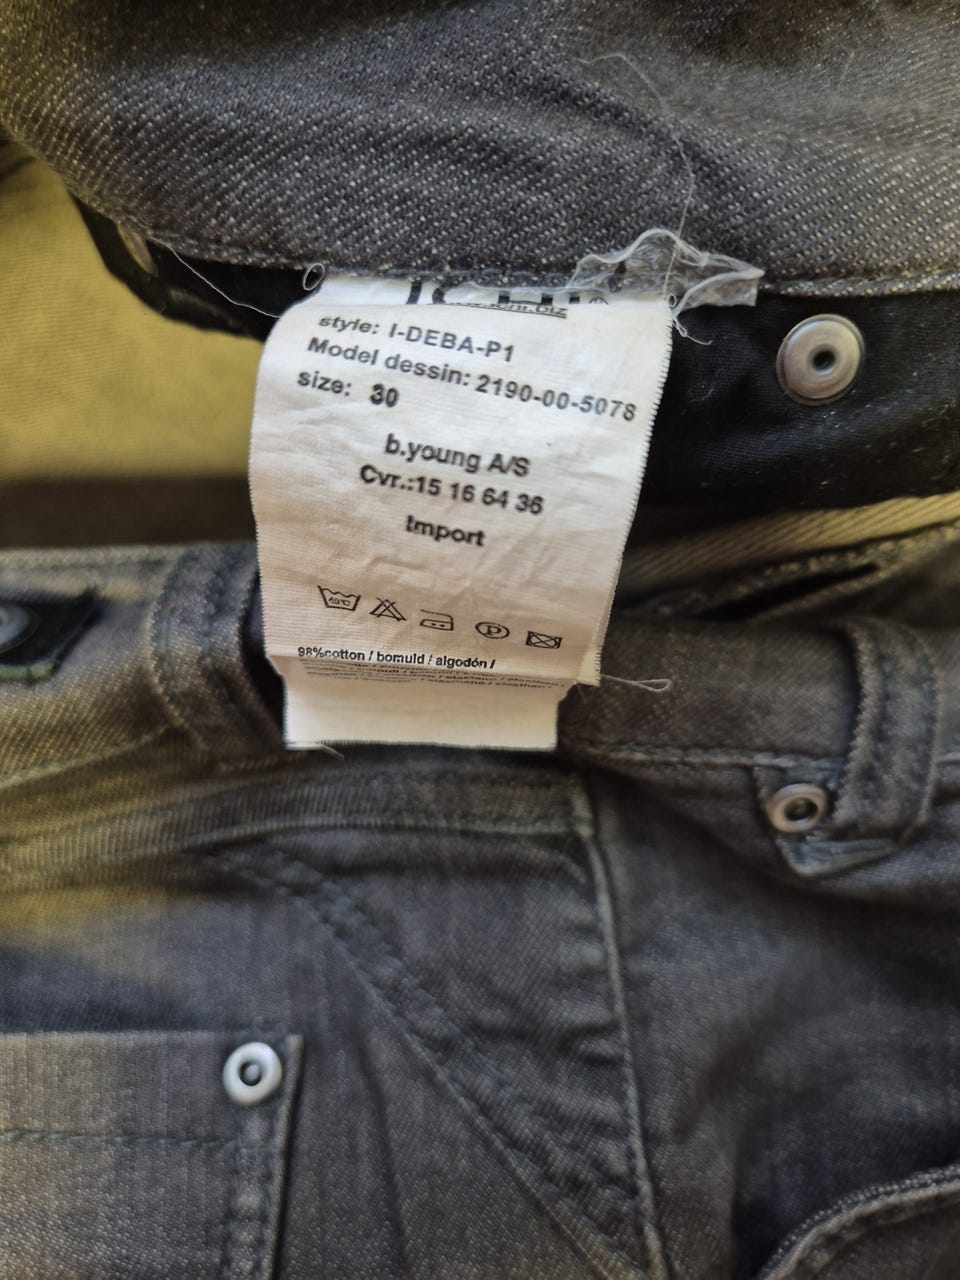 style: I-DEBA-P1
Model dessin: 2190-00-5078
size: 30
b.young A/S
Cvr.:15 16 64 36
Import
40°C
P
98%cotton / bomuld / algodón /